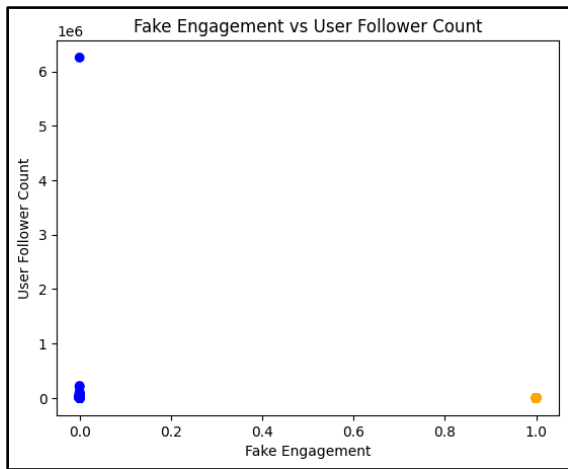 Fake Engagement vs User Follower Count
1e6
User Follower Count
6
5
4
3
2
1
0
0.0 0.2 0.4 0.6 0.8 1.0
Fake Engagement